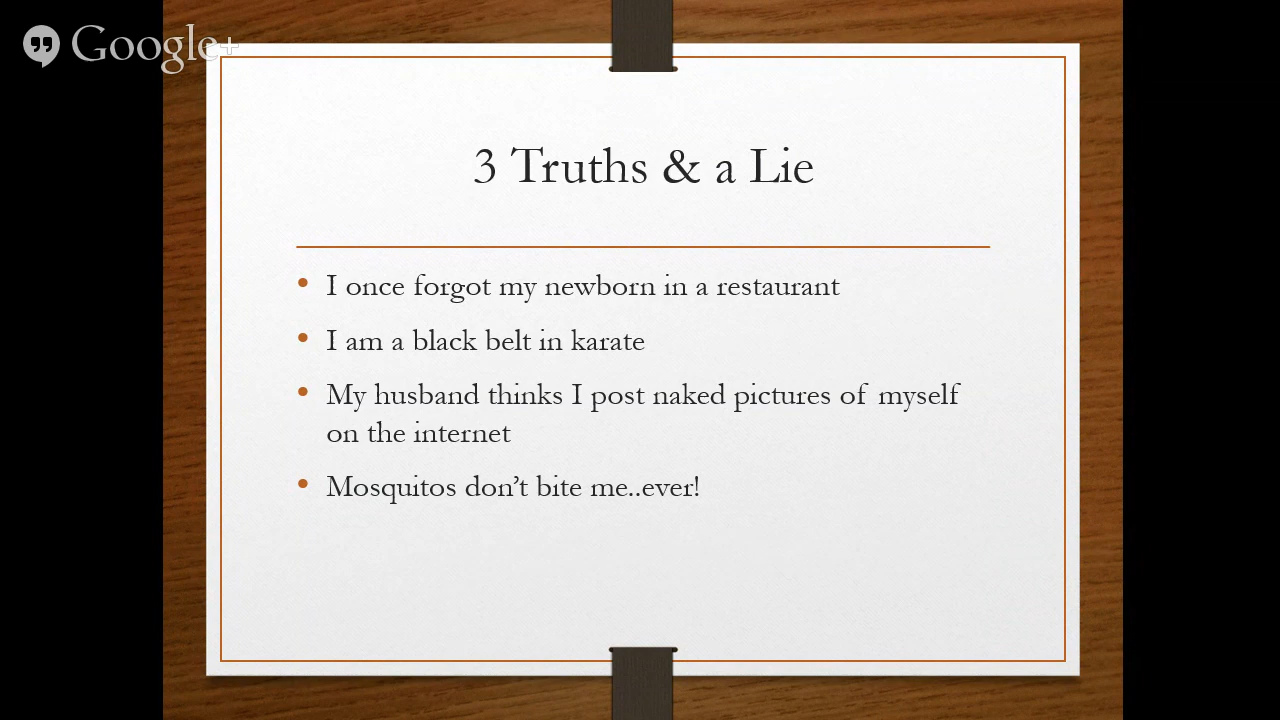 Google+
3 Truths & a Lie
• I once forgot my newborn in a restaurant
• I am a black belt in karate
• My husband thinks I post naked pictures of myself
on the internet
• Mosquitos don’t bite me..ever!